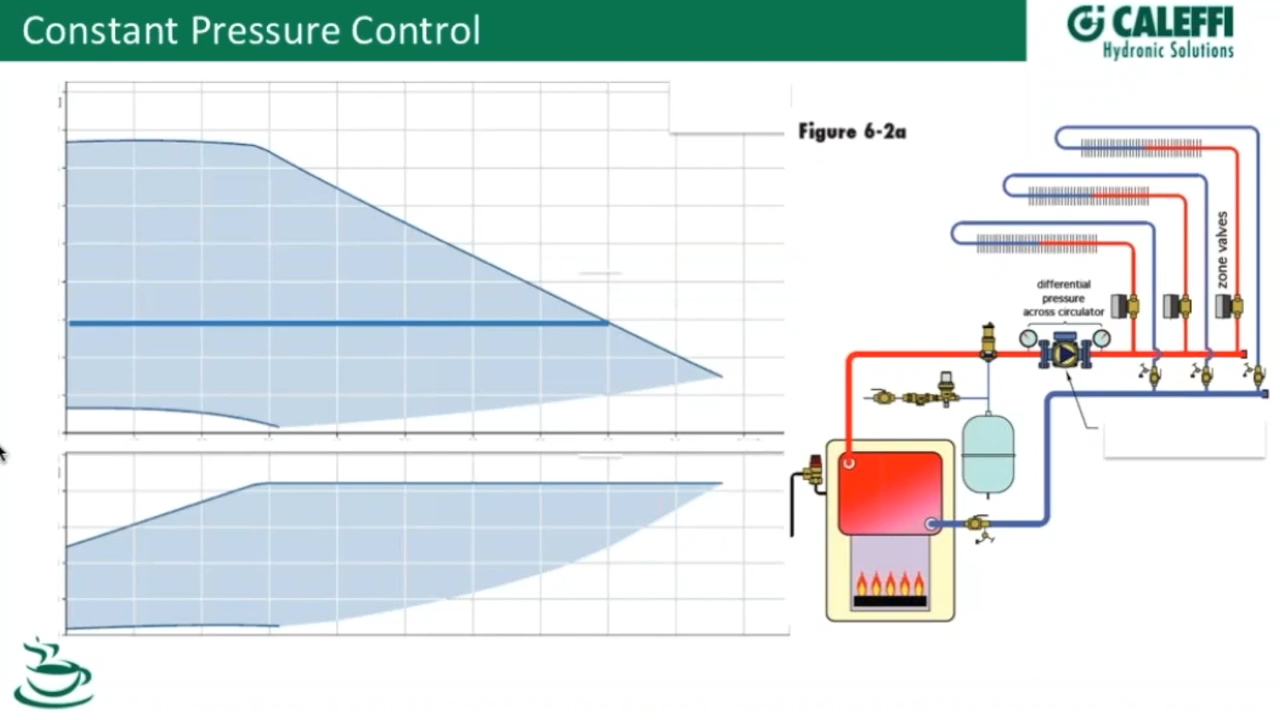 Constant Pressure Control
CALEFFI
Hydronic Solutions
Figure 6-2a
zone valves
differential
pressure
across circulator